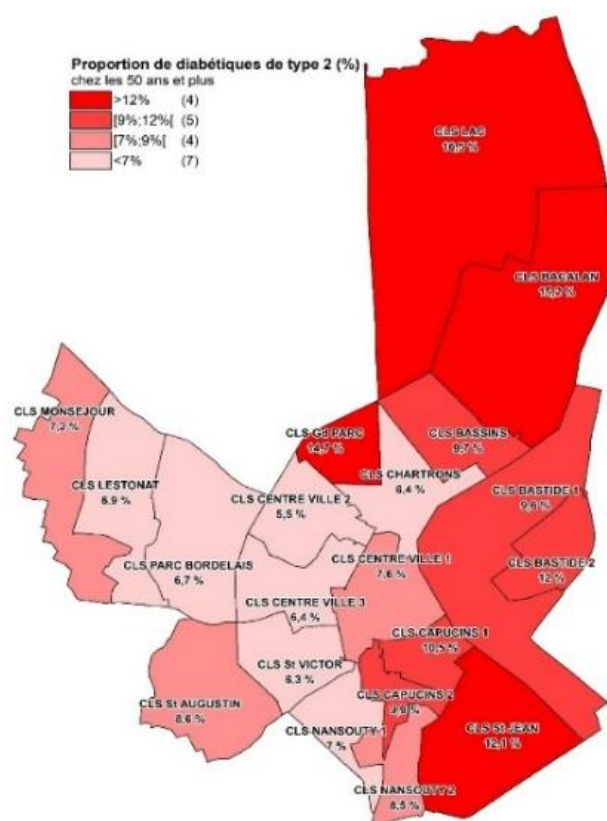 Proportion de diabétiques de type 2 (%)
chez les 50 ans et plus
>12% (4)
[9%;12%[ (5)
[7%;9%[ (4)
<7% (7)
CLS LAC
CLS BACALAN
15,2 %
CLS MONSEJOUR
7,2 %
CLS Gd PARC
14,7 %
CLS BASSINS
9,7 %
CLS CHARTRONS
6,4 %
CLS LESTONAT
6,9 %
CLS CENTRE VILLE 2
5,5 %
CLS BASTIDE 1
9,6 %
CLS CENTRE VILLE 1
7,6 %
CLS BASTIDE 2
12 %
CLS PARC BORDELAIS
6,7 %
CLS CENTRE VILLE 3
6,4 %
CLS CAPUCINS 1
10,5 %
CLS St VICTOR
6,3 %
CLS CAPUCINS 2
9,9 %
CLS St AUGUSTIN
8,6 %
CLS NANSOUTY 1
7 %
CLS St JEAN
12,1 %
CLS NANSOUTY 2
8,5 %